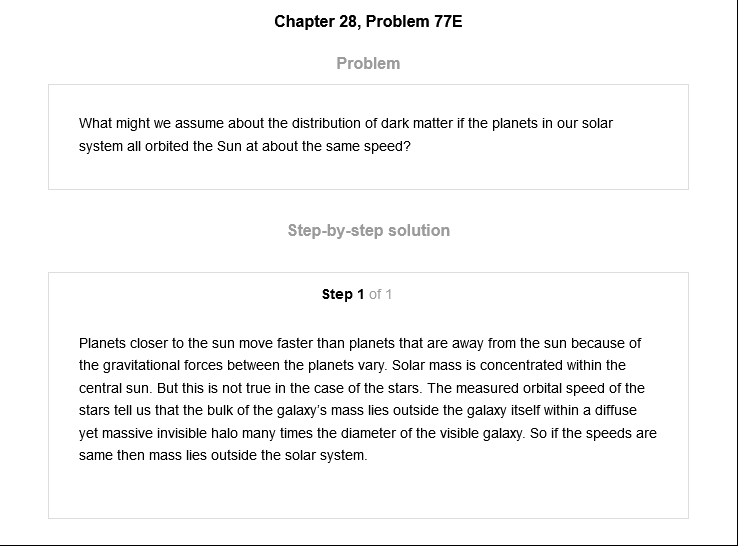 Chapter 28, Problem 77E
Problem
What might we assume about the distribution of dark matter if the planets in our solar
system all orbited the Sun at about the same speed?
Step-by-step solution
Step 1 of 1
Planets closer to the sun move faster than planets that are away from the sun because of
the gravitational forces between the planets vary. Solar mass is concentrated within the
central sun. But this is not true in the case of the stars. The measured orbital speed of the
stars tell us that the bulk of the galaxy's mass lies outside the galaxy itself within a diffuse
yet massive invisible halo many times the diameter of the visible galaxy. So if the speeds are
same then mass lies outside the solar system.